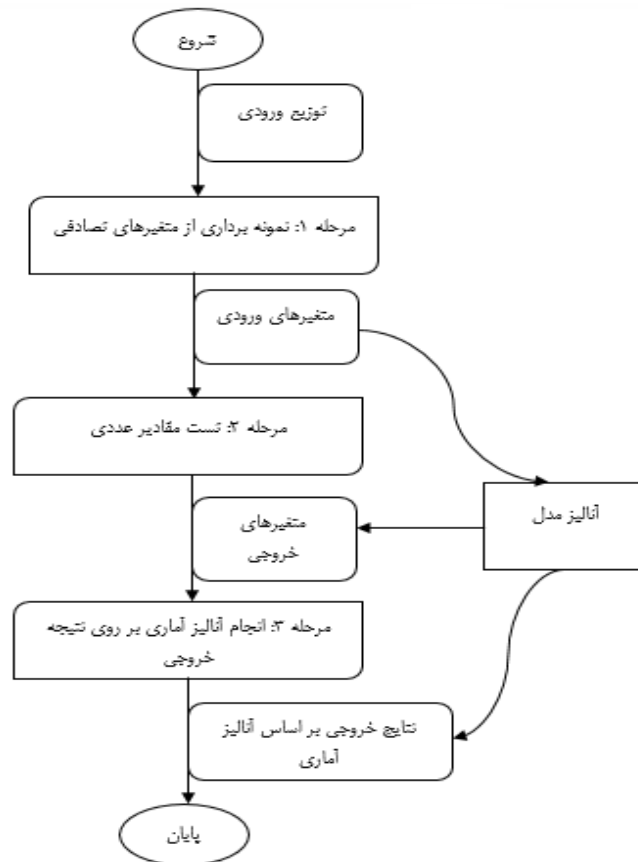 شروع
توزیع ورودی
مرحله ۱: نمونه برداری از متغیرهای تصادفی
متغیرهای ورودی
مرحله ۲: تست مقادیر عددی
آنالیز مدل
متغیرهای
خروجی
مرحله ۳: انجام آنالیز آماری بر روی نتیجه
خروجی
نتایج خروجی بر اساس آنالیز
آماری
پایان